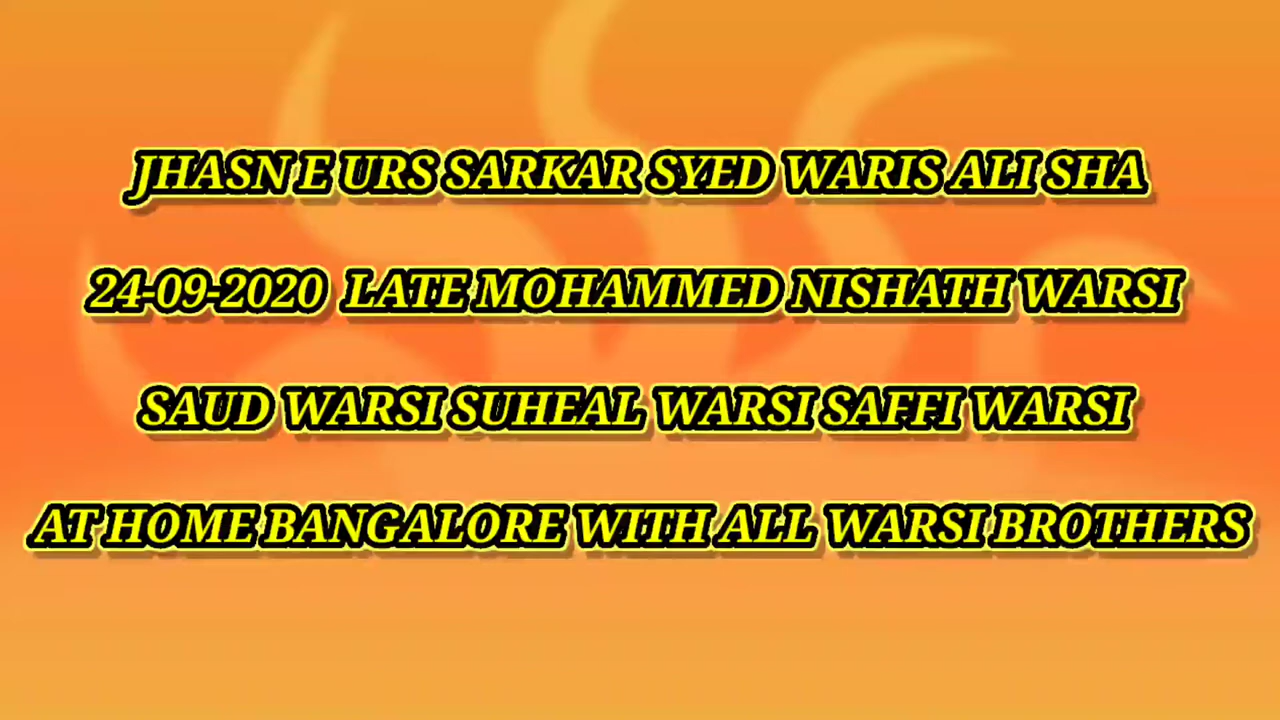 JHASN E URS SARKAR SYED WARIS ALI SHA
24-09-2020 LATE MOHAMMED NISHATH WARSI
SAUD WARSI SUHEAL WARSI SAFFI WARSI
AT HOME BANGALORE WITH ALL WARSI BROTHERS